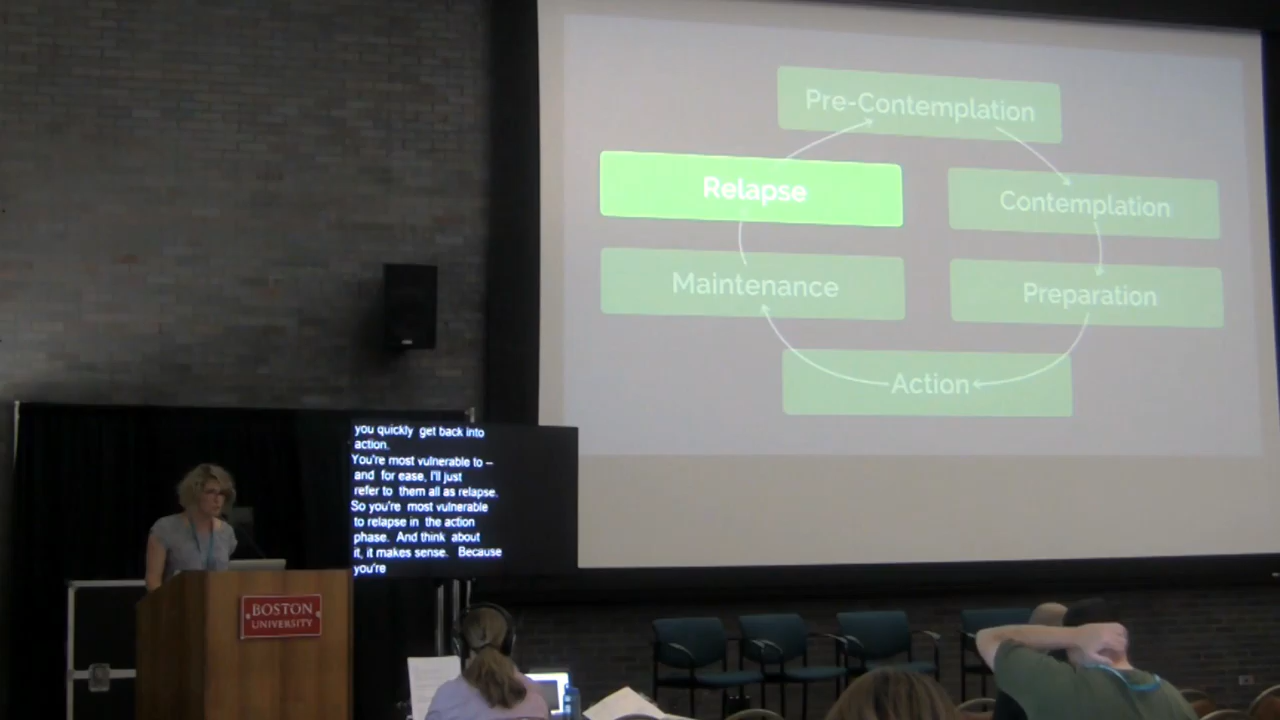 Pre-Contemplation
Relapse
Contemplation
Maintenance
Preparation
Action
you quickly get back into
action.
You're most vulnerable to –
and for ease, I'll just
refer to them all as relapse.
So you're most vulnerable
to relapse in the action
phase. And think about
it, it makes sense. Because
you're
BOSTON
UNIVERSITY